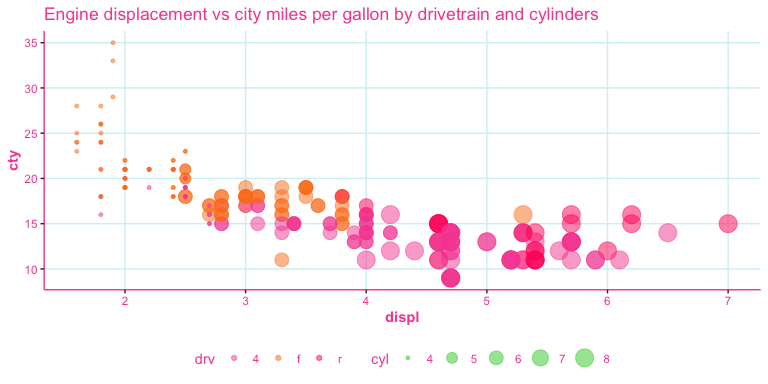 Engine displacement vs city miles per gallon by drivetrain and cylinders
35
30
25
20
15
10
cty
2 3 4 5 6 7
displ
drv 4 f r cyl 4 5 6 7 8